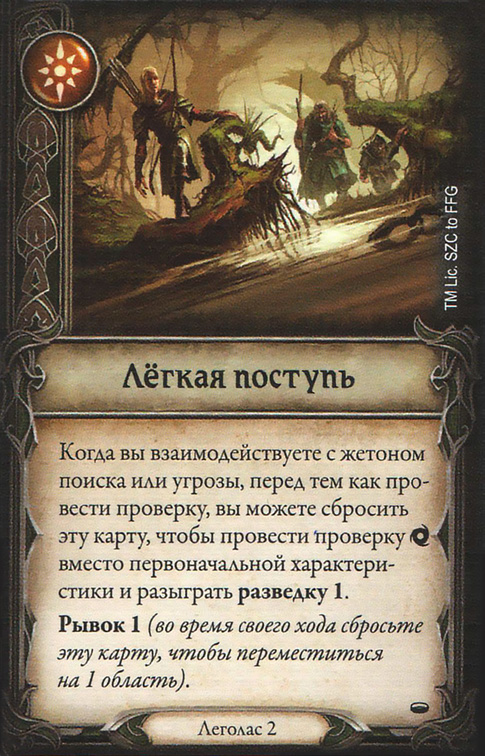 TM Lic. SZC to FFG
Лёгкая поступь
Когда вы взаимодействуете с жетоном
поиска или угрозы, перед тем как про-
вести проверку, вы можете сбросить
эту карту, чтобы провести проверку
вместо первоначальной характери-
стики и разыграть разведку 1.
Рывок 1 (во время своего хода сбросьте
эту карту, чтобы переместиться
на 1 область).
Леголас 2